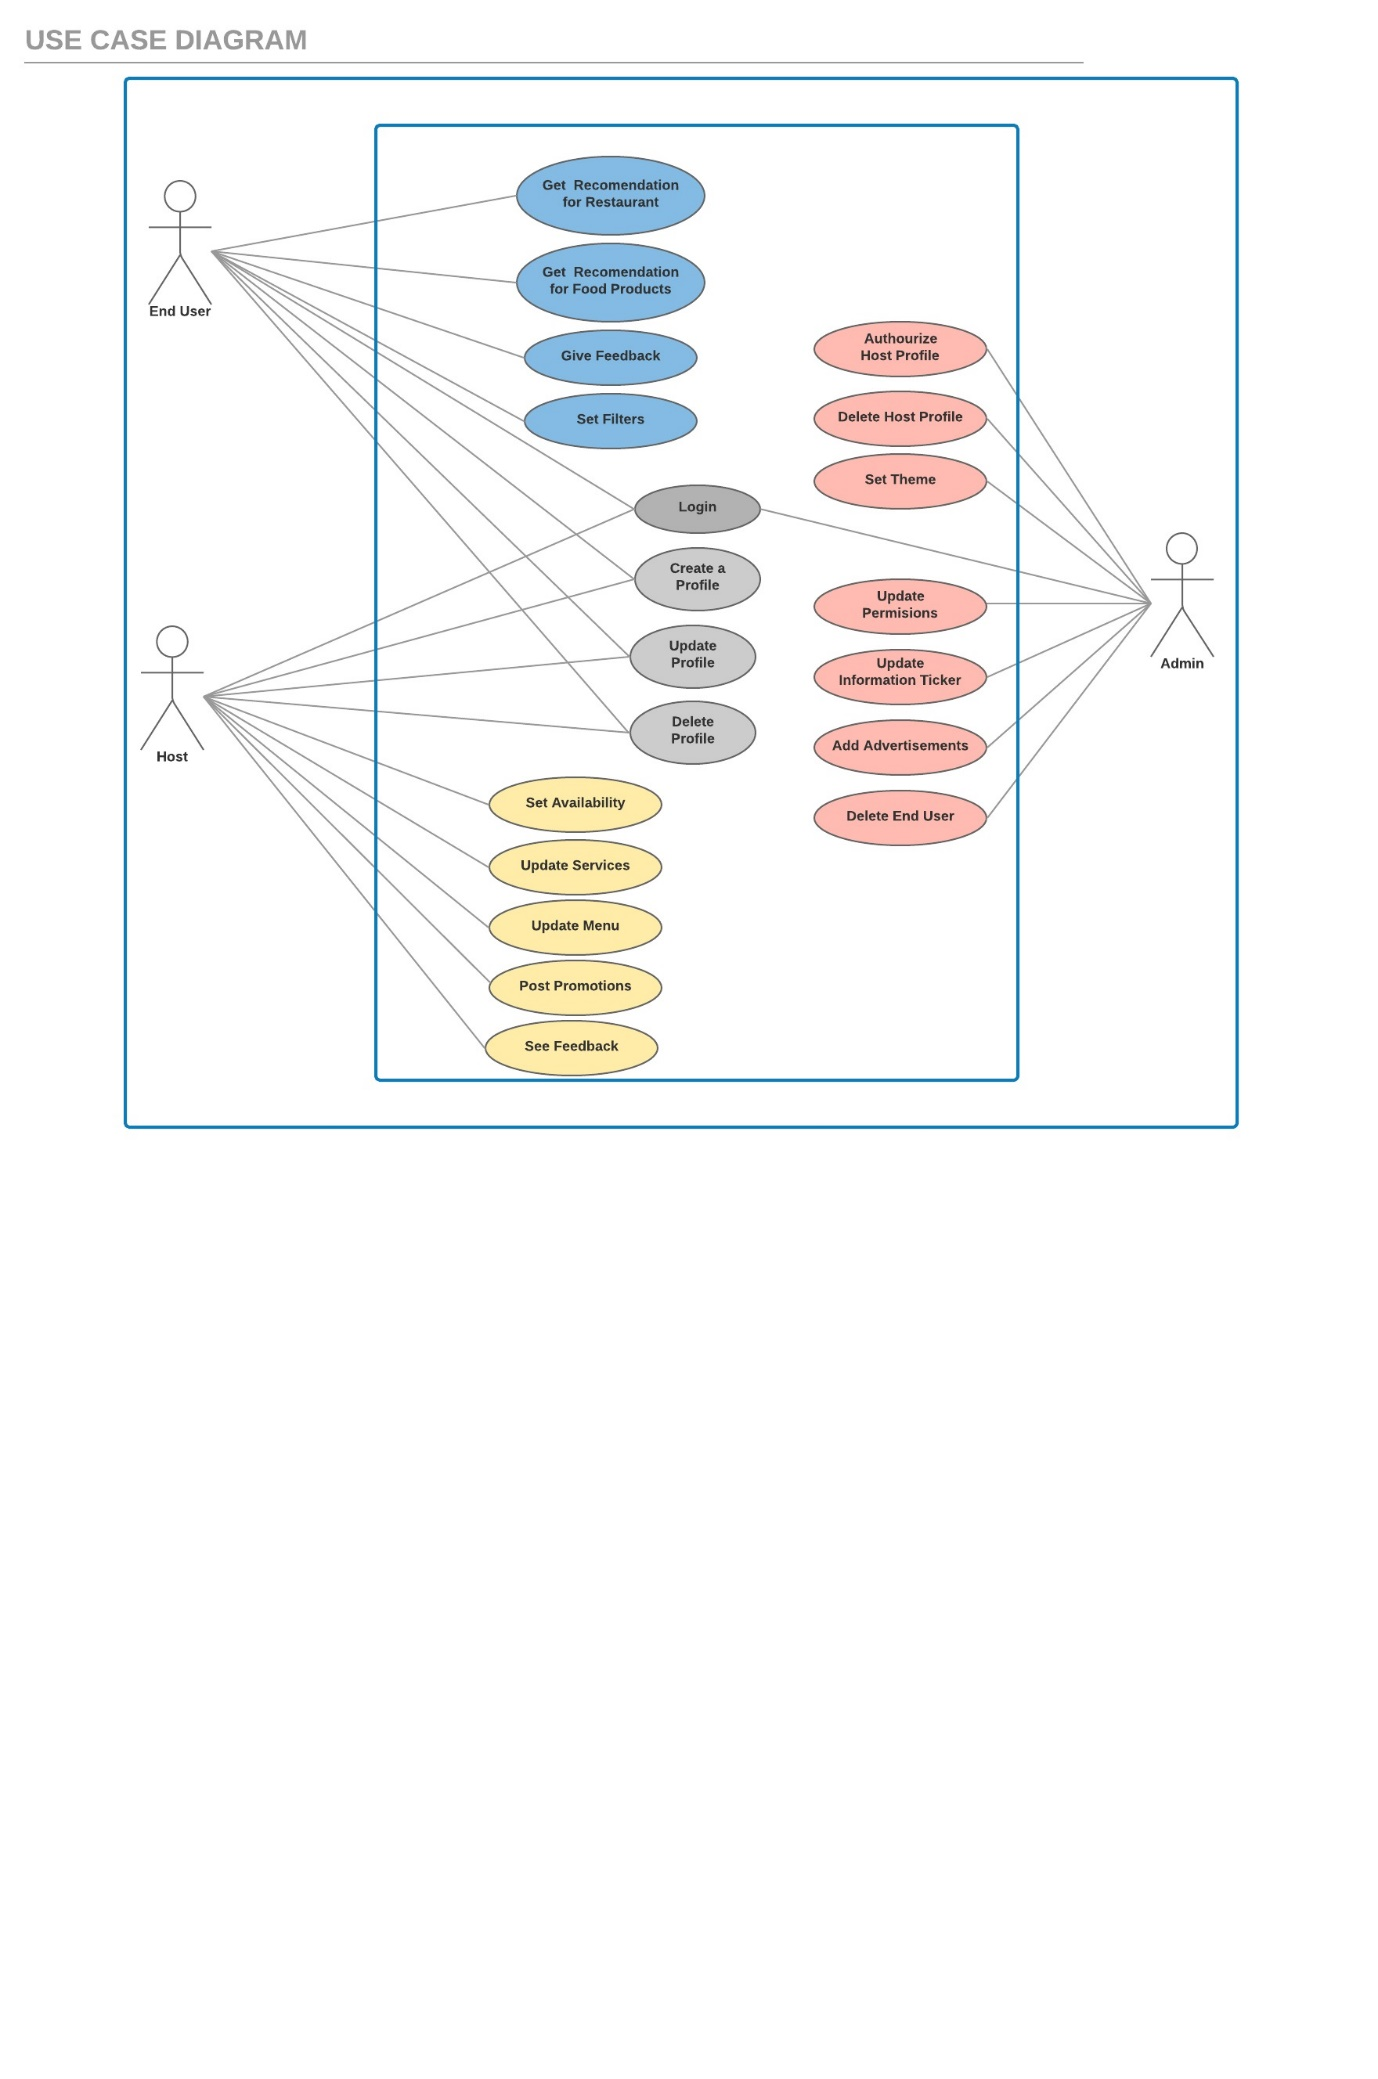 USE CASE DIAGRAM
Get  Recomendation
for Restaurant
End User
Get  Recomendation
for Food Products
Give Feedback
Set Filters
Authourize
Host Profile
Delete Host Profile
Set Theme
Login
Create a
Profile
Update
Profile
Delete
Profile
Update
Permisions
Update
Information Ticker
Add Advertisements
Delete End User
Admin
Host
Set Availability
Update Services
Update Menu
Post Promotions
See Feedback